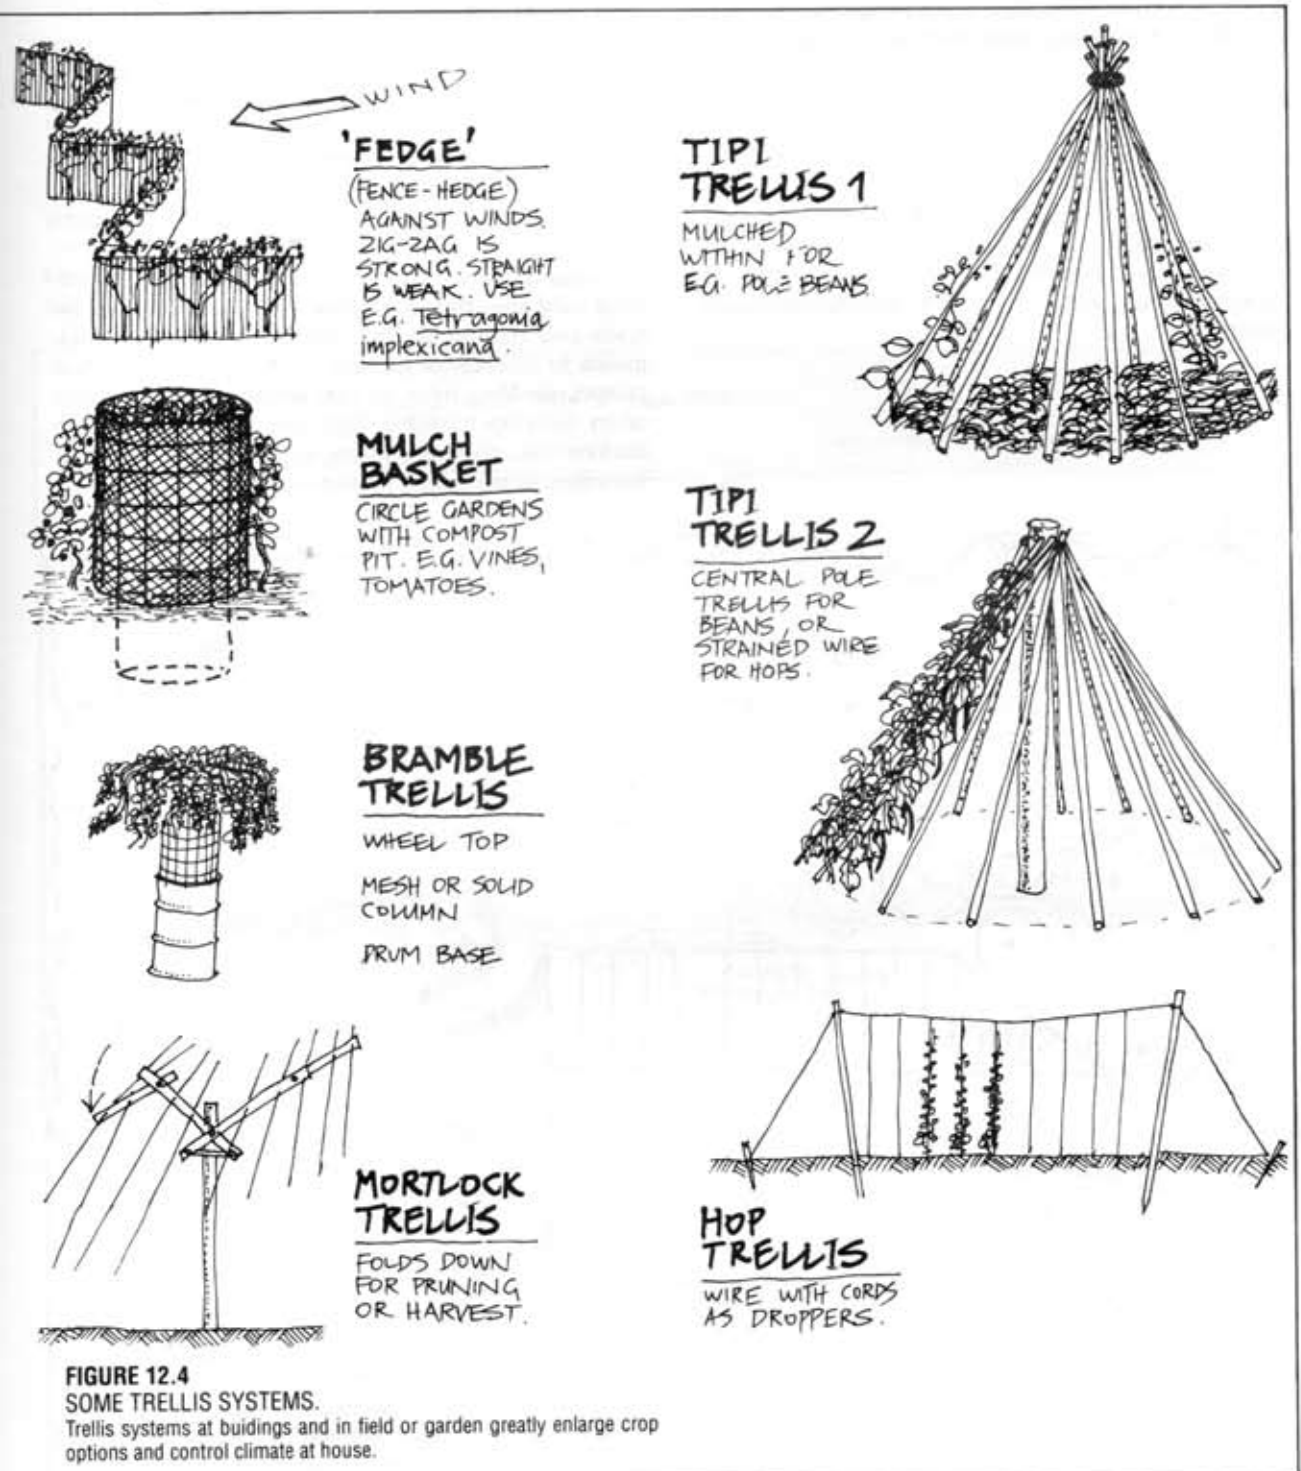 WIND
'FEDGE'
(FENCE-HEDGE)
AGAINST WINDS.
ZIG-ZAG IS
STRONG. STRAIGHT
IS WEAK. USE
E.G. Tetragonia
implexicana.
MULCH
BASKET
CIRCLE GARDENS
WITH COMPOST
PIT. E.G. VINES,
TOMATOES.
BRAMBLE
TRELLIS
WHEEL TOP
MESH OR SOLID
COLUMN
DRUM BASE
MORTLOCK
TRELLIS
FOLDS DOWN
FOR PRUNING
OR HARVEST.
TIPI
TRELLIS 1
MULCHED
WITHIN FOR
E.G. POLE BEANS.
TIPI
TRELLIS 2
CENTRAL POLE
TRELLIS FOR
BEANS, OR
STRAINED WIRE
FOR HOPS.
HOP
TRELLIS
WIRE WITH CORDS
AS DROPPERS.
FIGURE 12.4
SOME TRELLIS SYSTEMS.
Trellis systems at buidings and in field or garden greatly enlarge crop
options and control climate at house.